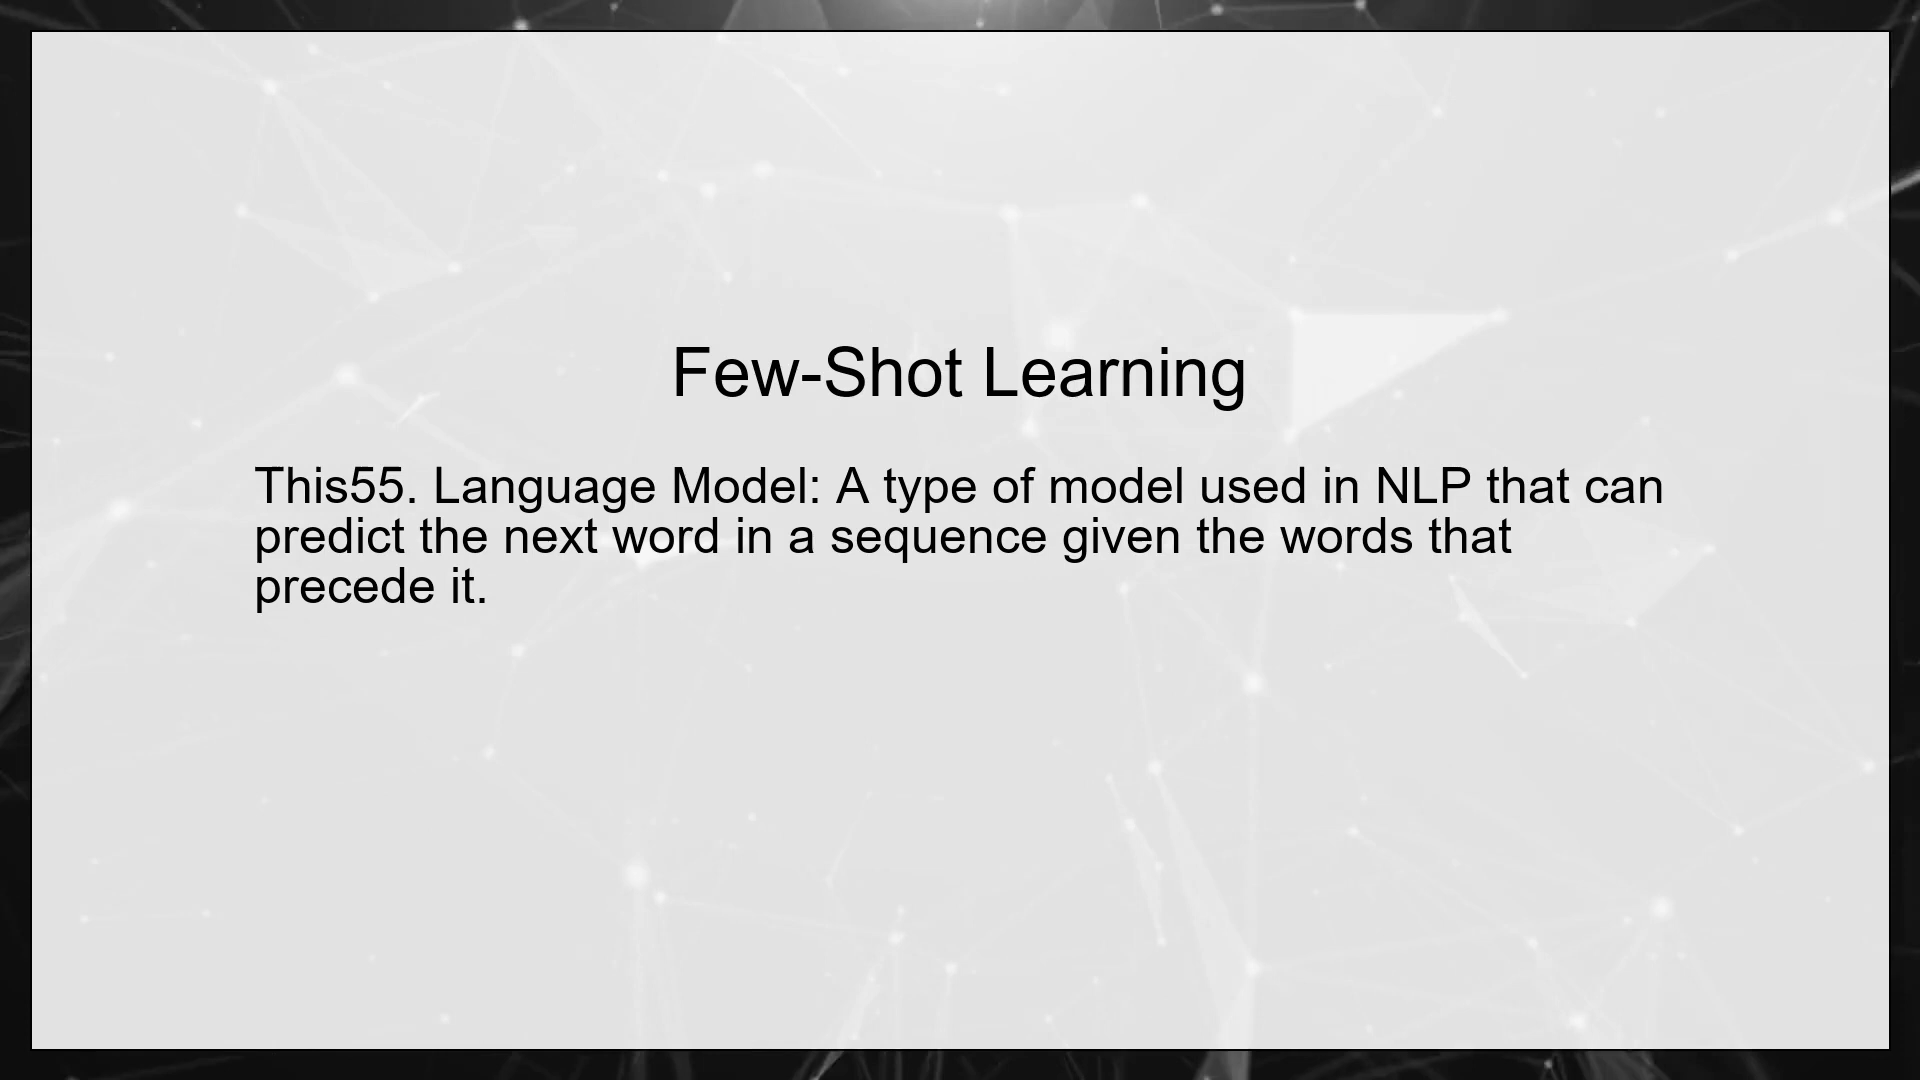 Few-Shot Learning
This55. Language Model: A type of model used in NLP that can
predict the next word in a sequence given the words that
precede it.